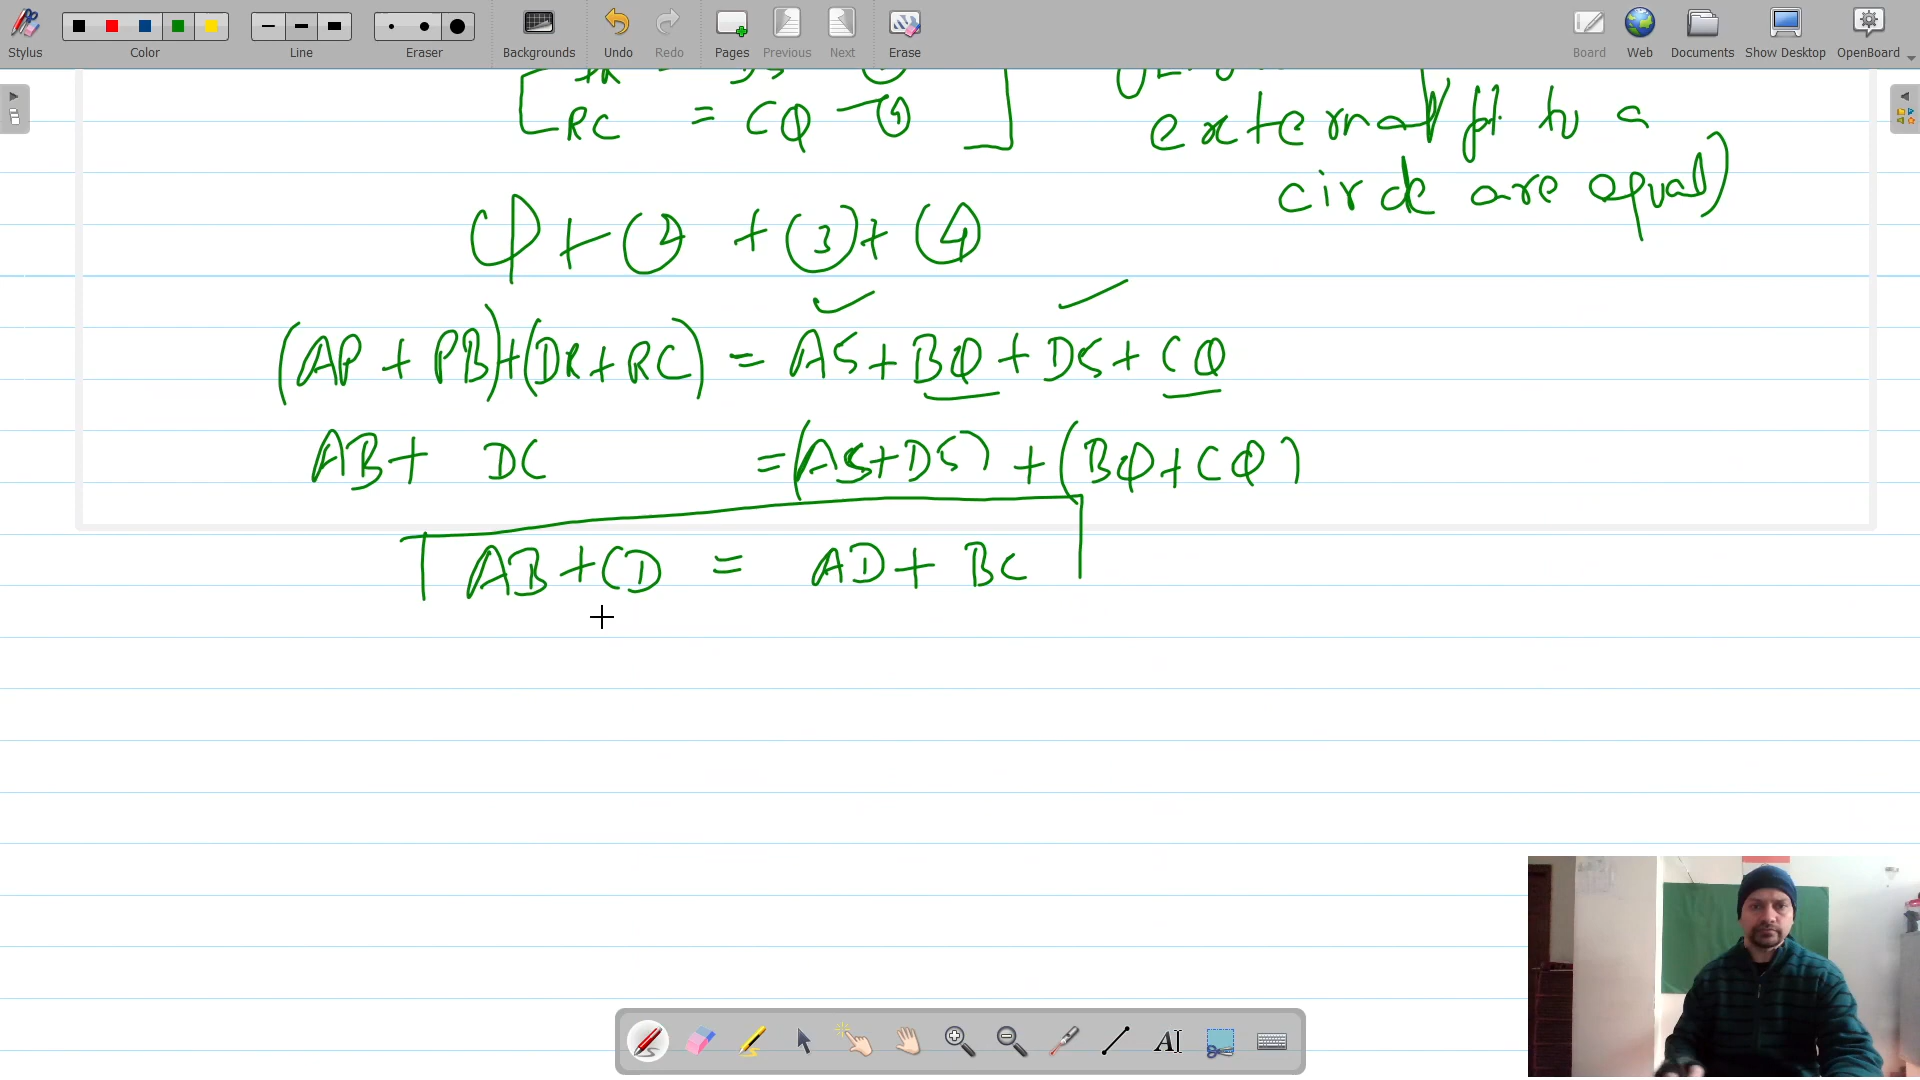 Stylus Color Line Eraser Backgrounds Undo Redo Pages Previous Next Erase Board Web Documents Show Desktop OpenBoard
RC = CQ - ④
external pt. to a
circle are equal)
① + ② + ③ + ④
(AP + PB) + (DR + RC) = AS + BQ + DS + CQ
AB + DC = (AS + DS) + (BQ + CQ)
AB + CD = AD + BC